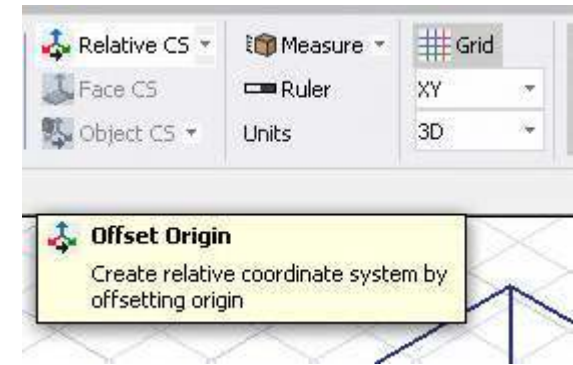 Relative CS
Measure
Grid
Face CS
Ruler
XY
Object CS
Units
3D
Offset Origin
Create relative coordinate system by
offsetting origin